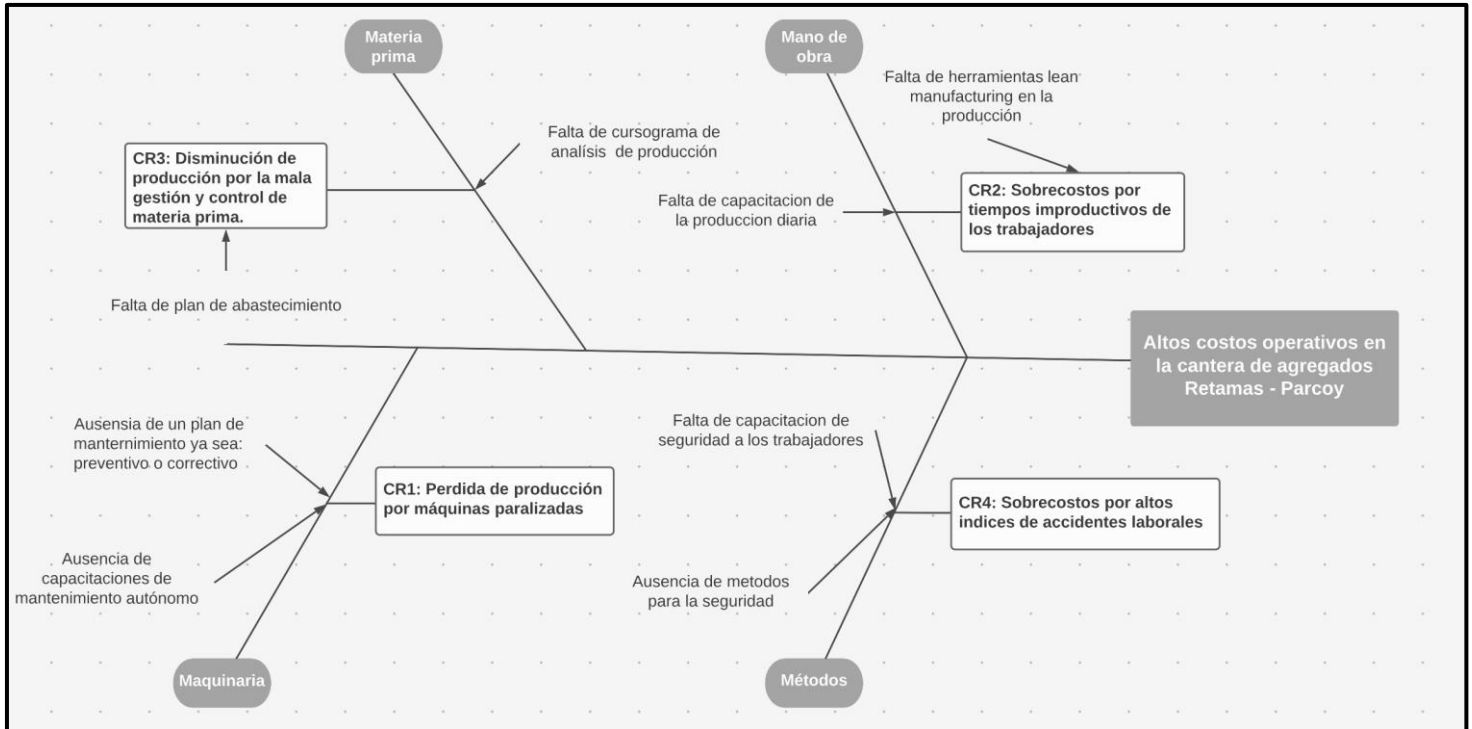 Materia
prima
Mano de
obra
Falta de herramientas lean
manufacturing en la
producción
Falta de cursograma de
analísis de producción
CR3: Disminución de
producción por la mala
gestión y control de
materia prima.
Falta de capacitacion de
la produccion diaria
CR2: Sobrecostos por
tiempos improductivos de
los trabajadores
Falta de plan de abastecimiento
Altos costos operativos en
la cantera de agregados
Retamas - Parcoy
Ausensia de un plan de
manternimiento ya sea:
preventivo o correctivo
Falta de capacitacion de
seguridad a los trabajadores
CR1: Perdida de producción
por máquinas paralizadas
CR4: Sobrecostos por altos
indices de accidentes laborales
Ausencia de
capacitaciones de
mantenimiento autónomo
Ausencia de metodos
para la seguridad
Maquinaria
Métodos